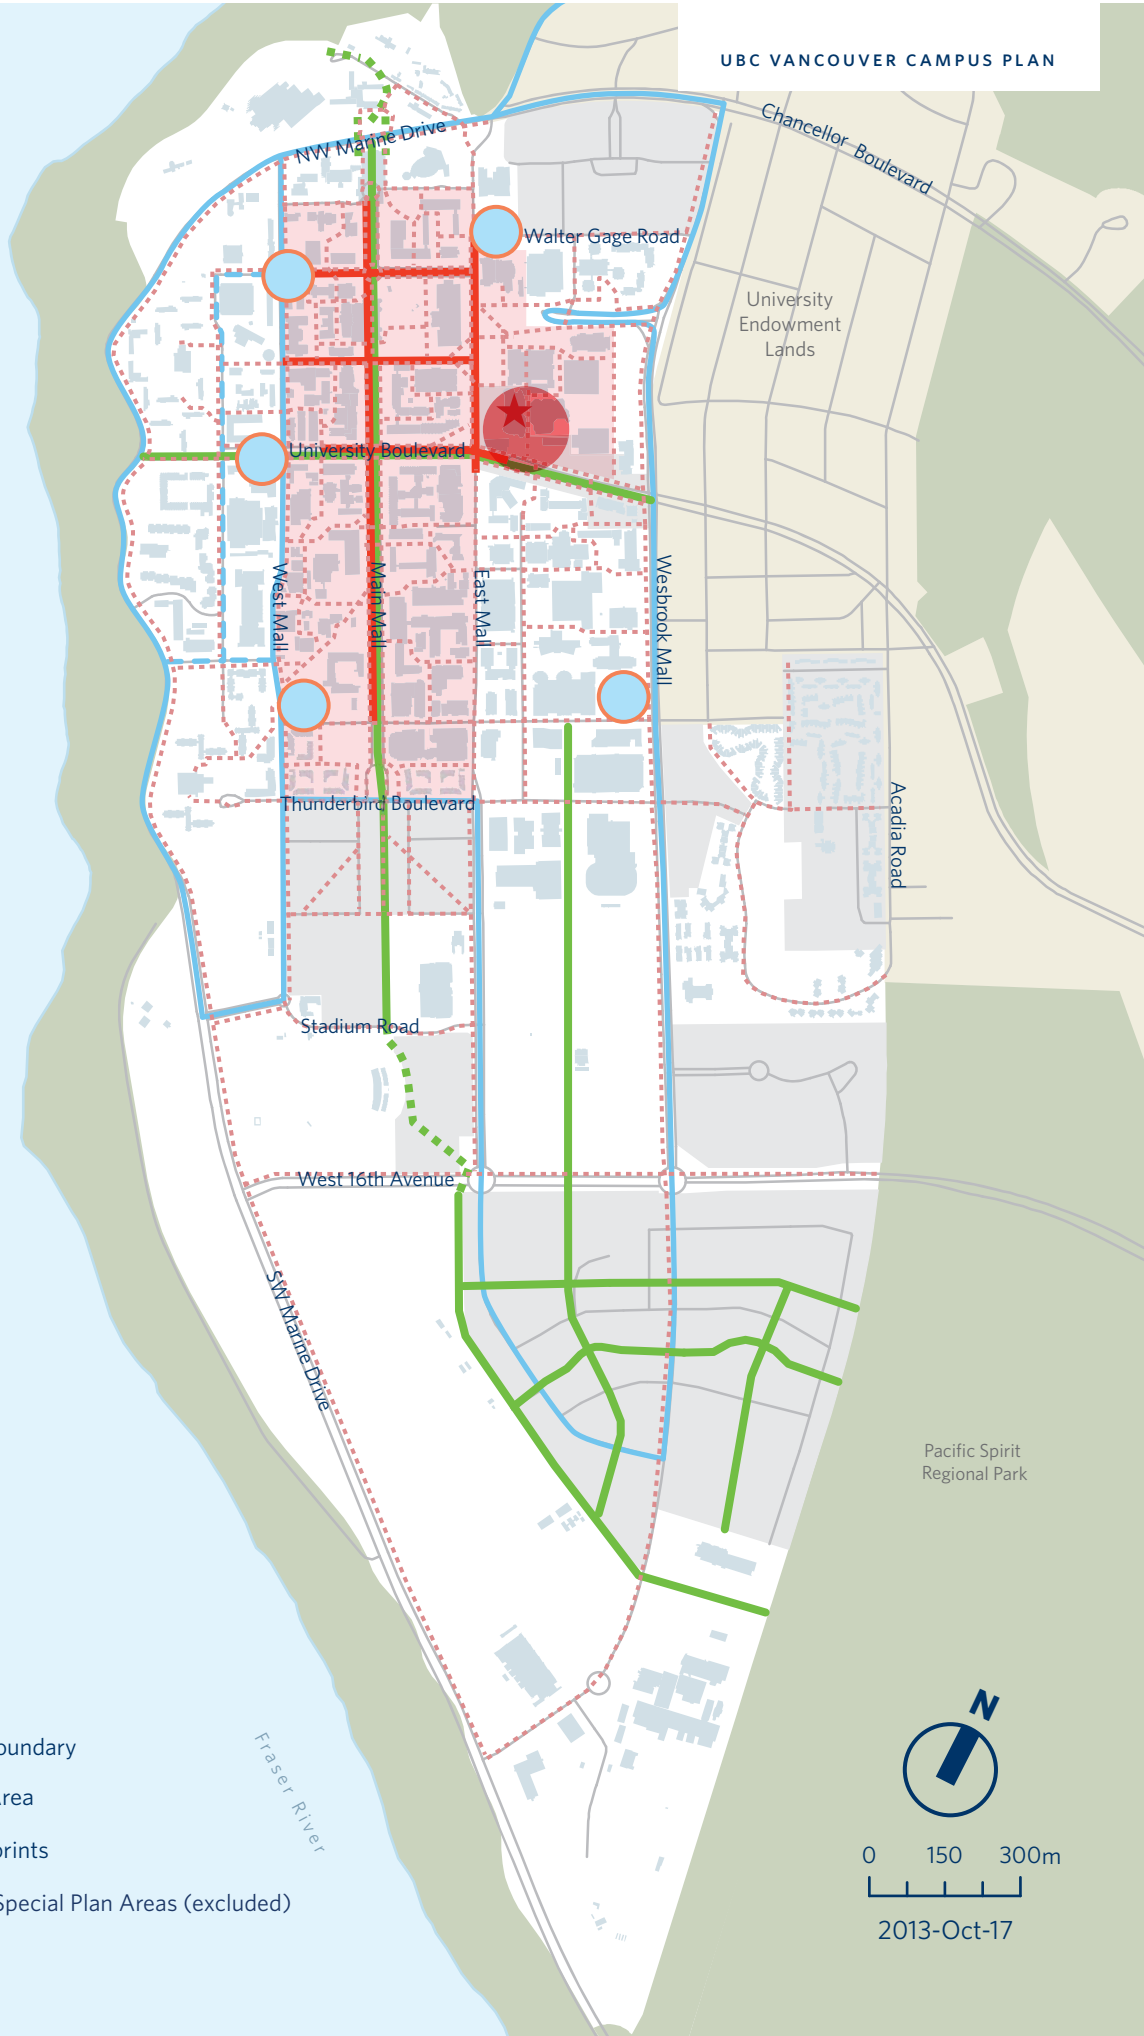 UBC VANCOUVER CAMPUS PLAN
Chancellor Boulevard
NW Marine Drive
Walter Gage Road
University
Endowment
Lands
University Boulevard
West Mall
Main Mall
East Mall
Wesbrook Mall
Thunderbird Boulevard
Acadia Road
Stadium Road
West 16th Avenue
SW Marine Drive
Pacific Spirit
Regional Park
Fraser River
N
oundary
rea
rints
Special Plan Areas (excluded)
0 150 300m
2013-Oct-17